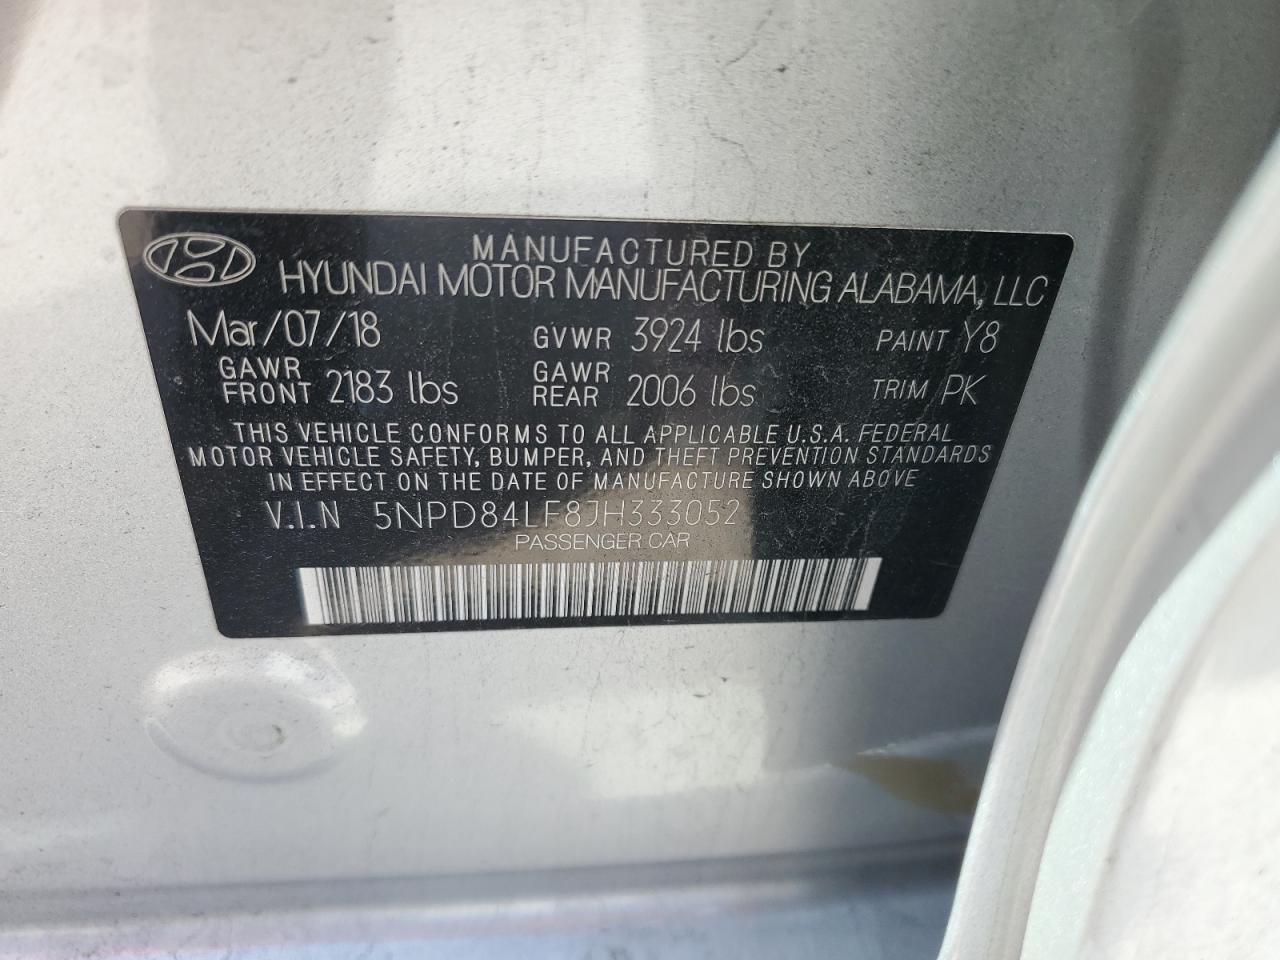 MANUFACTURED BY
HYUNDAI MOTOR MANUFACTURING ALABAMA, LLC
Mar/07/18 GVWR 3924 lbs PAINT Y8
GAWR FRONT 2183 lbs GAWR REAR 2006 lbs TRIM PK
THIS VEHICLE CONFORMS TO ALL APPLICABLE U.S.A. FEDERAL
MOTOR VEHICLE SAFETY, BUMPER, AND THEFT PREVENTION STANDARDS
IN EFFECT ON THE DATE OF MANUFACTURE SHOWN ABOVE
V.I.N 5NPD84LF8JH333052
PASSENGER CAR